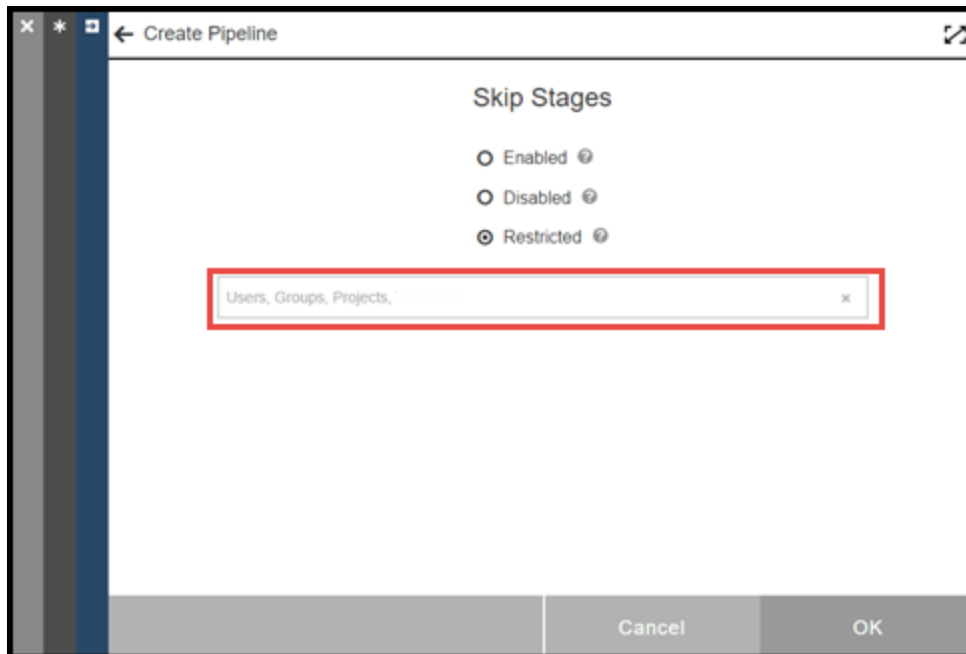 Create Pipeline
Skip Stages
Enabled
Disabled
Restricted
Users, Groups, Projects,
Cancel
OK